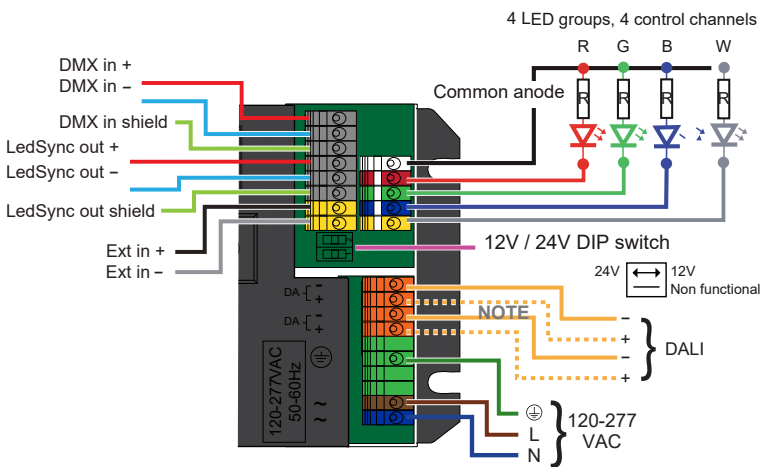 4 LED groups, 4 control channels
R G B W
DMX in +
DMX in –
Common anode
R R R R
DMX in shield
LedSync out +
LedSync out –
LedSync out shield
Ext in +
Ext in –
12V / 24V DIP switch
24V 12V
Non functional
DA - +
DA - +
NOTE
–
+
–
+
DALI
120-277VAC
50-60Hz
~
~
120-277
VAC
L
N